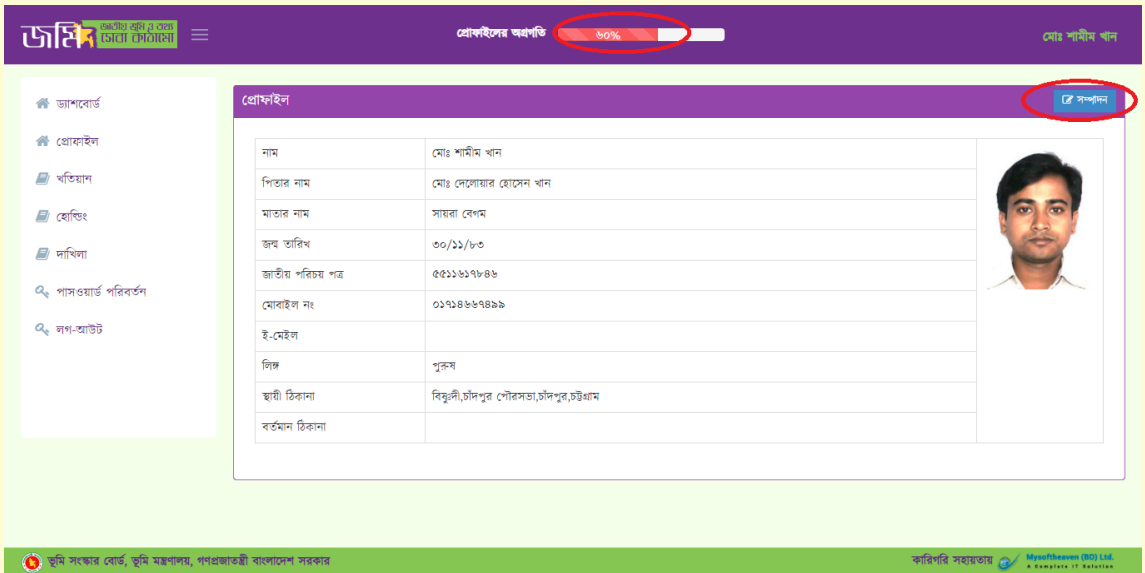 জমি জাতীয় ভূমি ও তথ্য
সেবা কাঠামো
প্রোফাইলের অগ্রগতি ৬০%
মোঃ শামীম খান
ড্যাশবোর্ড
প্রোফাইল
খতিয়ান
হোল্ডিং
দাখিলা
পাসওয়ার্ড পরিবর্তন
লগ-আউট
প্রোফাইল সম্পাদন
নাম মোঃ শামীম খান
পিতার নাম মোঃ দেলোয়ার হোসেন খান
মাতার নাম সায়রা বেগম
জন্ম তারিখ ৩০/১১/৮৩
জাতীয় পরিচয় পত্র ৫৫১১৬১৭৮৪৬
মোবাইল নং ০১৭১৪৬৬৭৪৯৯
ই-মেইল
লিঙ্গ পুরুষ
স্থায়ী ঠিকানা বিষ্ণুদী,চাঁদপুর পৌরসভা,চাঁদপুর,চট্টগ্রাম
বর্তমান ঠিকানা
ভূমি সংস্কার বোর্ড, ভূমি মন্ত্রণালয়, গণপ্রজাতন্ত্রী বাংলাদেশ সরকার
কারিগরি সহায়তায় Mysoftheaven (BD) Ltd.
A Complete IT Solution